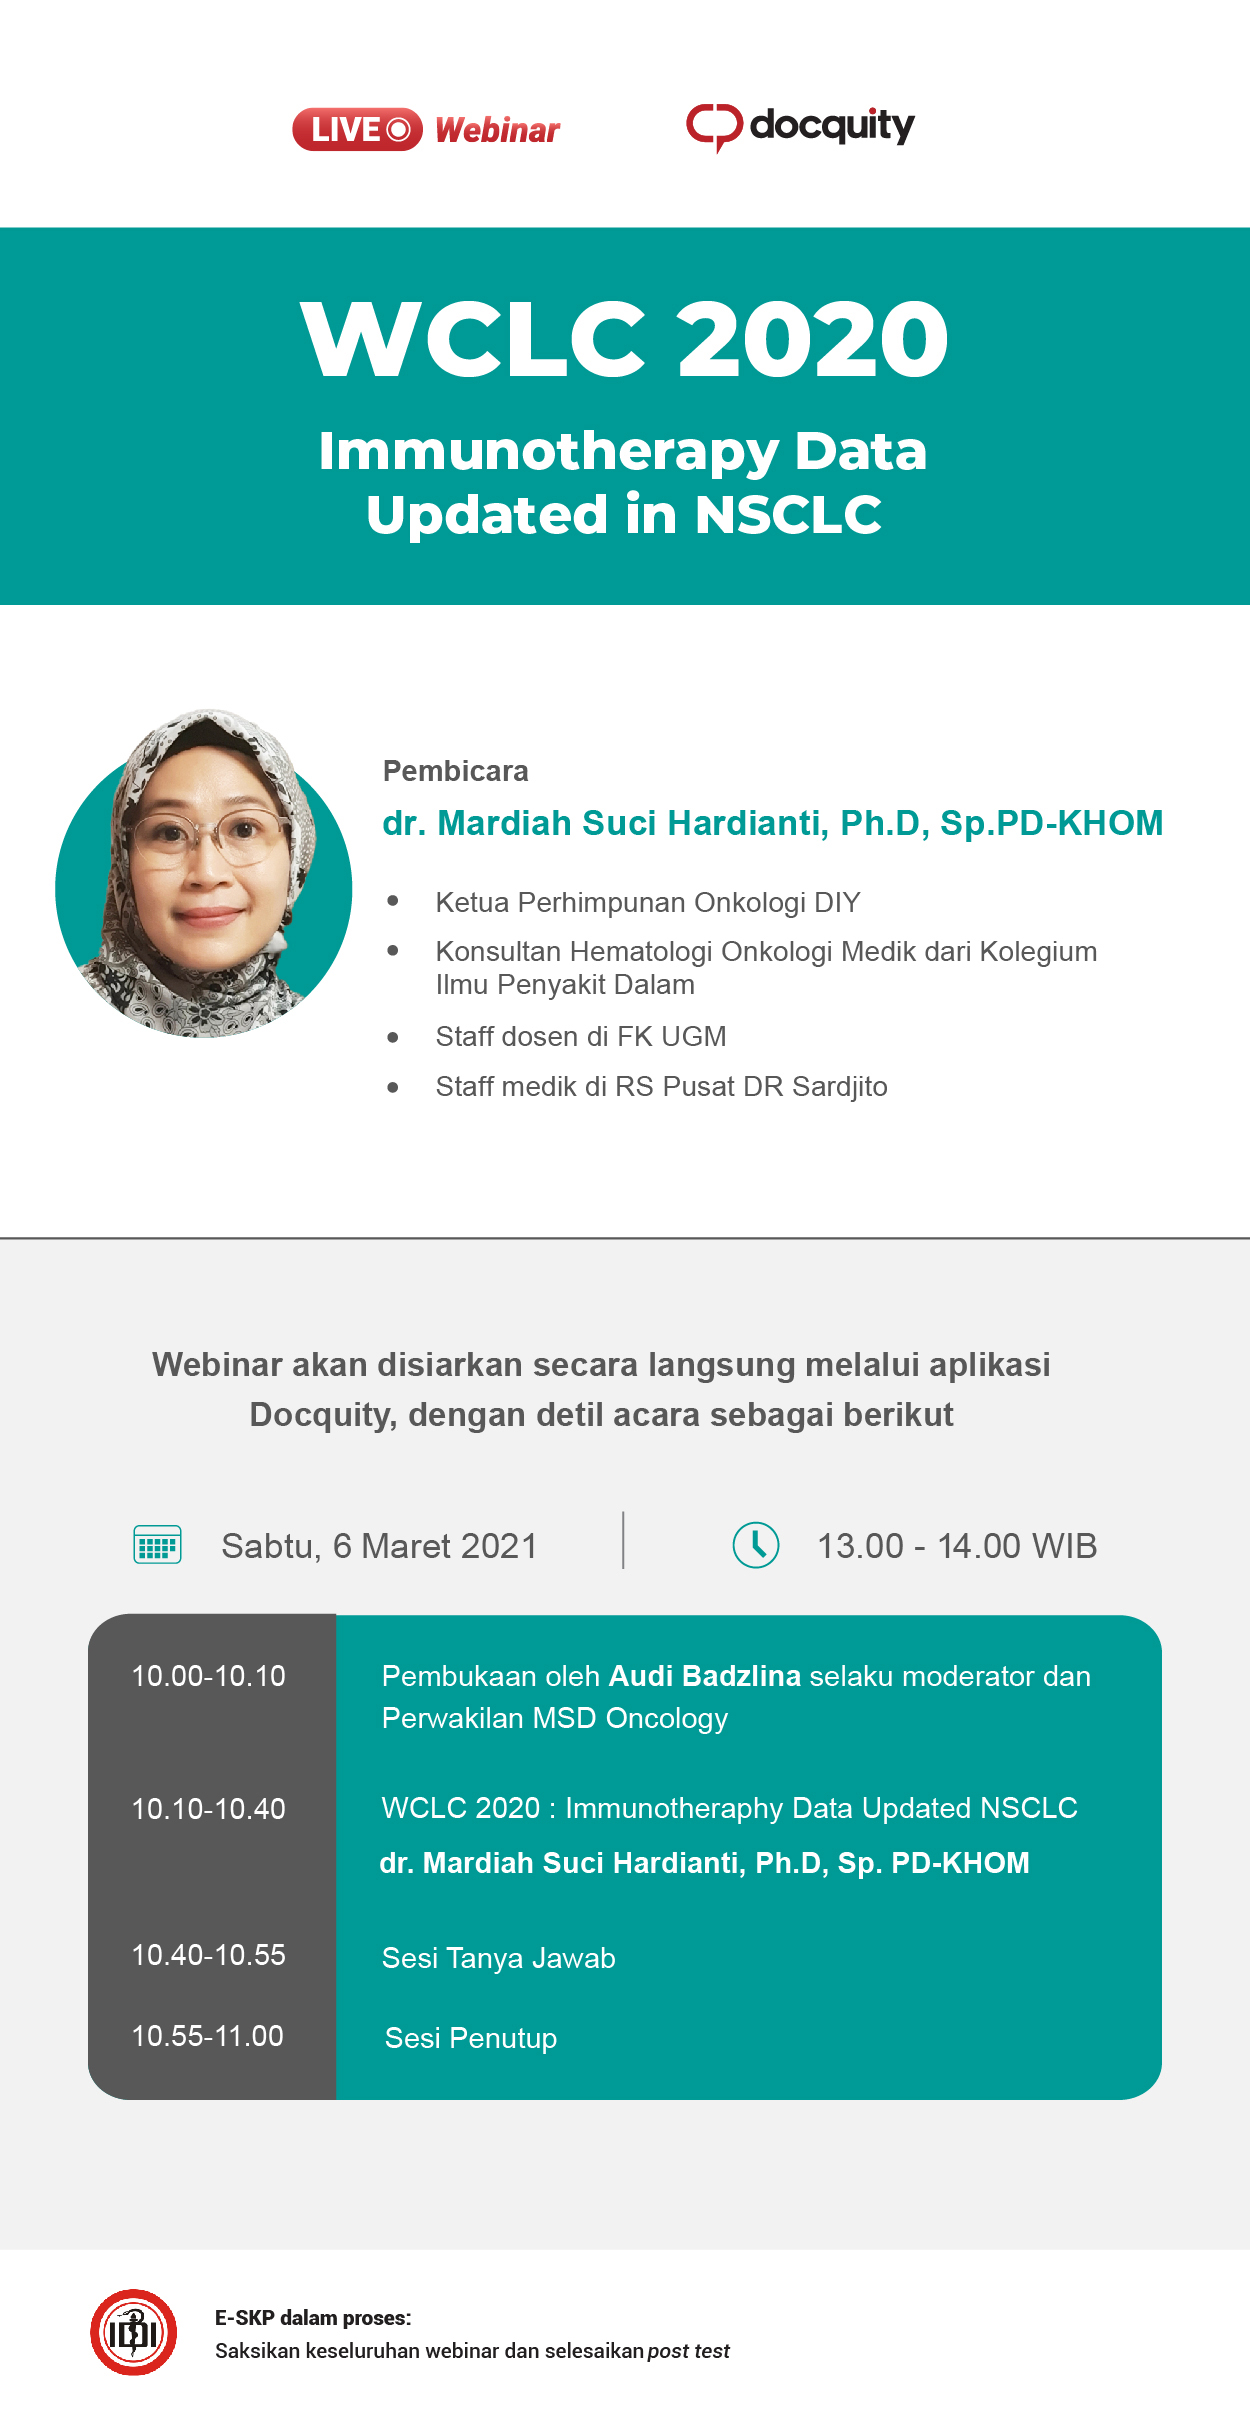 LIVE Webinar
docquity
WCLC 2020
Immunotherapy Data
Updated in NSCLC
Pembicara
dr. Mardiah Suci Hardianti, Ph.D, Sp.PD-KHOM
• Ketua Perhimpunan Onkologi DIY
• Konsultan Hematologi Onkologi Medik dari Kolegium
Ilmu Penyakit Dalam
• Staff dosen di FK UGM
• Staff medik di RS Pusat DR Sardjito
Webinar akan disiarkan secara langsung melalui aplikasi
Docquity, dengan detil acara sebagai berikut
Sabtu, 6 Maret 2021
13.00 - 14.00 WIB
10.00-10.10
Pembukaan oleh Audi Badzlina selaku moderator dan
Perwakilan MSD Oncology
10.10-10.40
WCLC 2020 : Immunotheraphy Data Updated NSCLC
dr. Mardiah Suci Hardianti, Ph.D, Sp. PD-KHOM
10.40-10.55
Sesi Tanya Jawab
10.55-11.00
Sesi Penutup
IDI
E-SKP dalam proses:
Saksikan keseluruhan webinar dan selesaikan post test